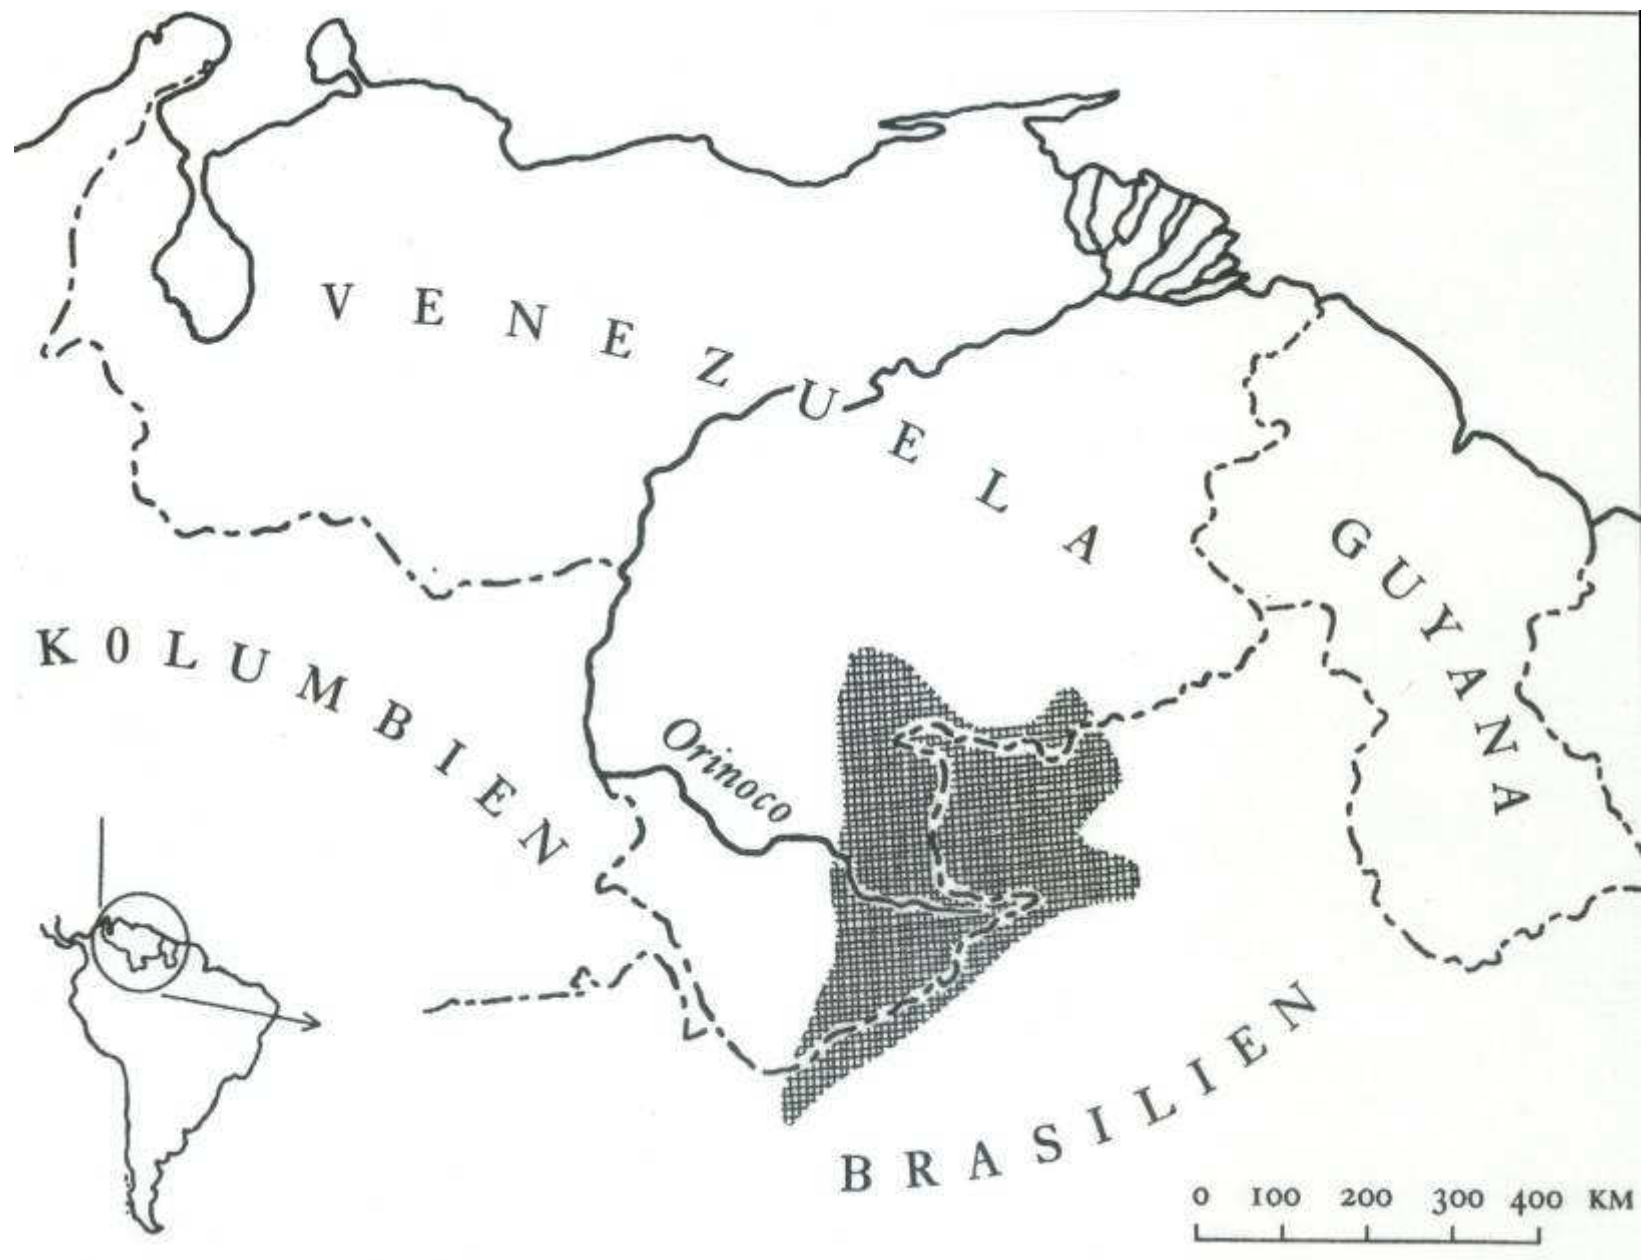 VENEZUELA
GUYANA
KOLUMBIEN
Orinoco
BRASILIEN
0 100 200 300 400 KM